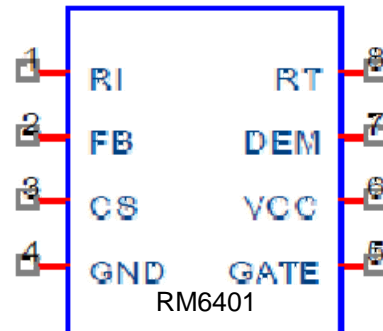 1 RI RT 8
2 FB DEM 7
3 CS VCC 6
4 GND GATE 5
RM6401